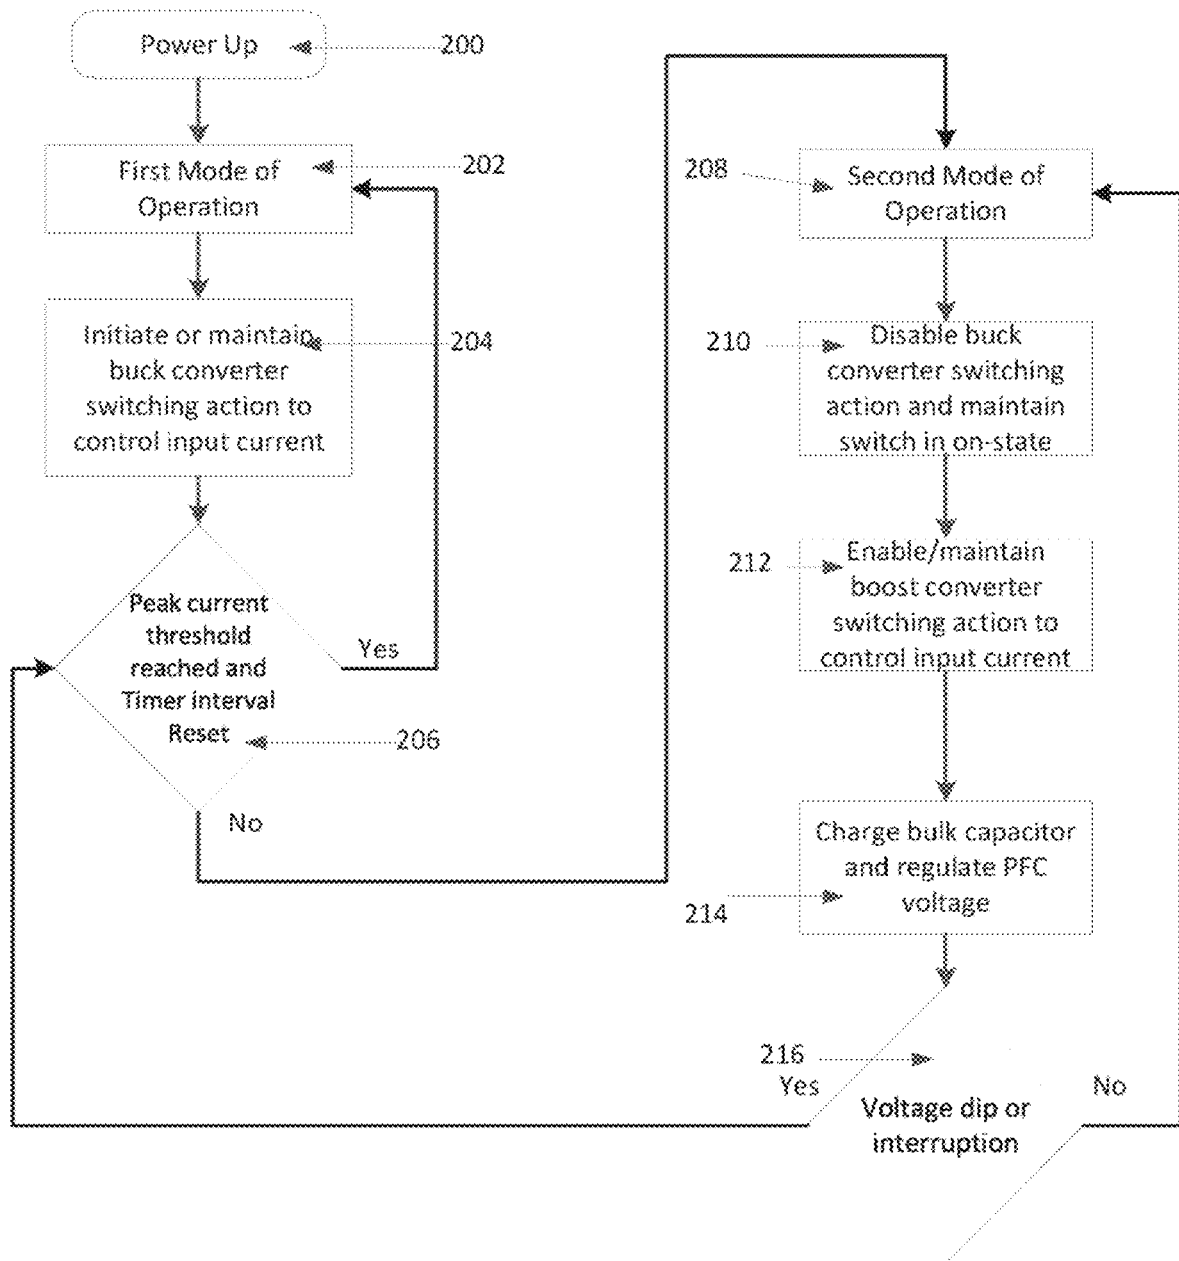 Power Up
200
First Mode of
Operation
202
Initiate or maintain
buck converter
switching action to
control input current
204
Peak current
threshold
reached and
Timer interval
Reset
206
Yes
No
208
Second Mode of
Operation
210
Disable buck
converter switching
action and maintain
switch in on-state
212
Enable/maintain
boost converter
switching action to
control input current
Charge bulk capacitor
and regulate PFC
voltage
214
216
Yes
No
Voltage dip or
interruption